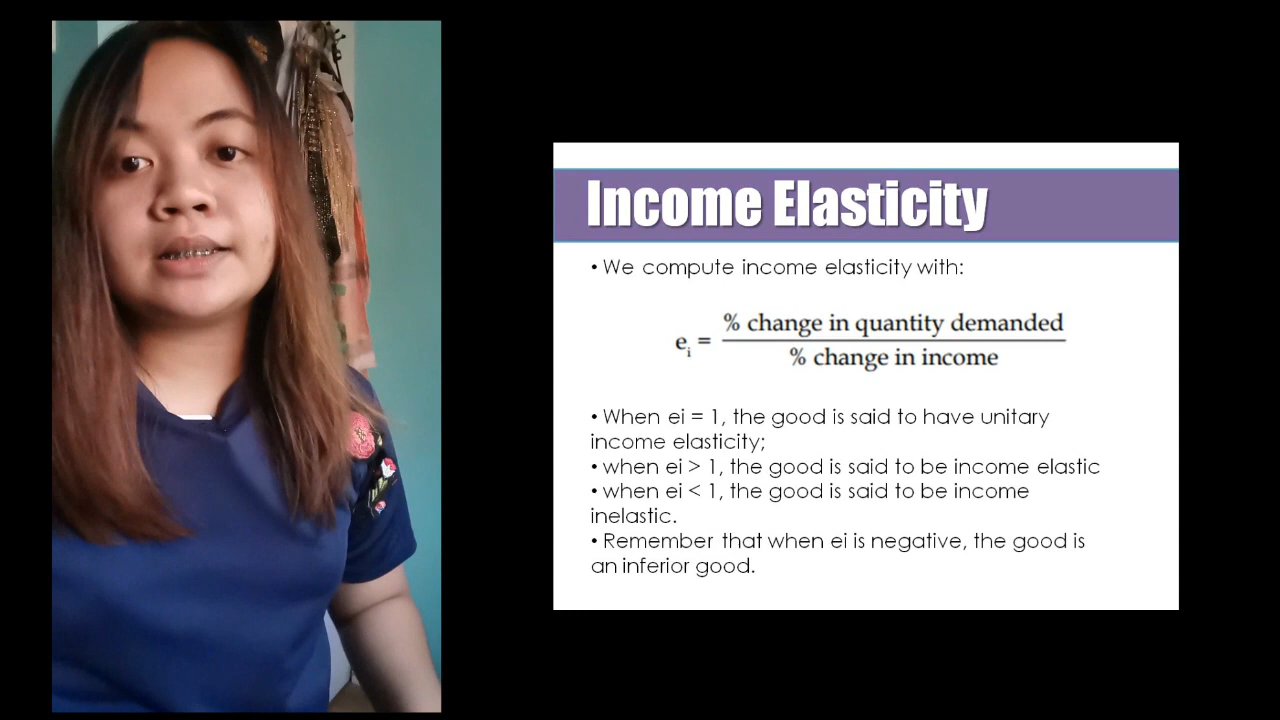 Income Elasticity
• We compute income elasticity with:
% change in quantity demanded
eᵢ =
% change in income
• When ei = 1, the good is said to have unitary
income elasticity;
• when ei > 1, the good is said to be income elastic
• when ei < 1, the good is said to be income
inelastic.
• Remember that when ei is negative, the good is
an inferior good.